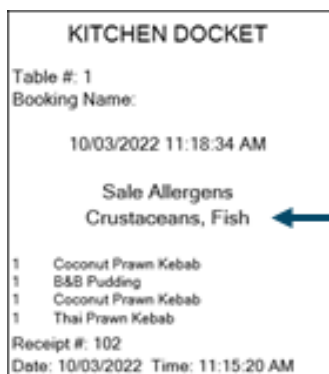 KITCHEN DOCKET
Table #: 1
Booking Name:
10/03/2022 11:18:34 AM
Sale Allergens
Crustaceans, Fish
1 Coconut Prawn Kebab
1 B&B Pudding
1 Coconut Prawn Kebab
1 Thai Prawn Kebab
Receipt #: 102
Date: 10/03/2022 Time: 11:15:20 AM